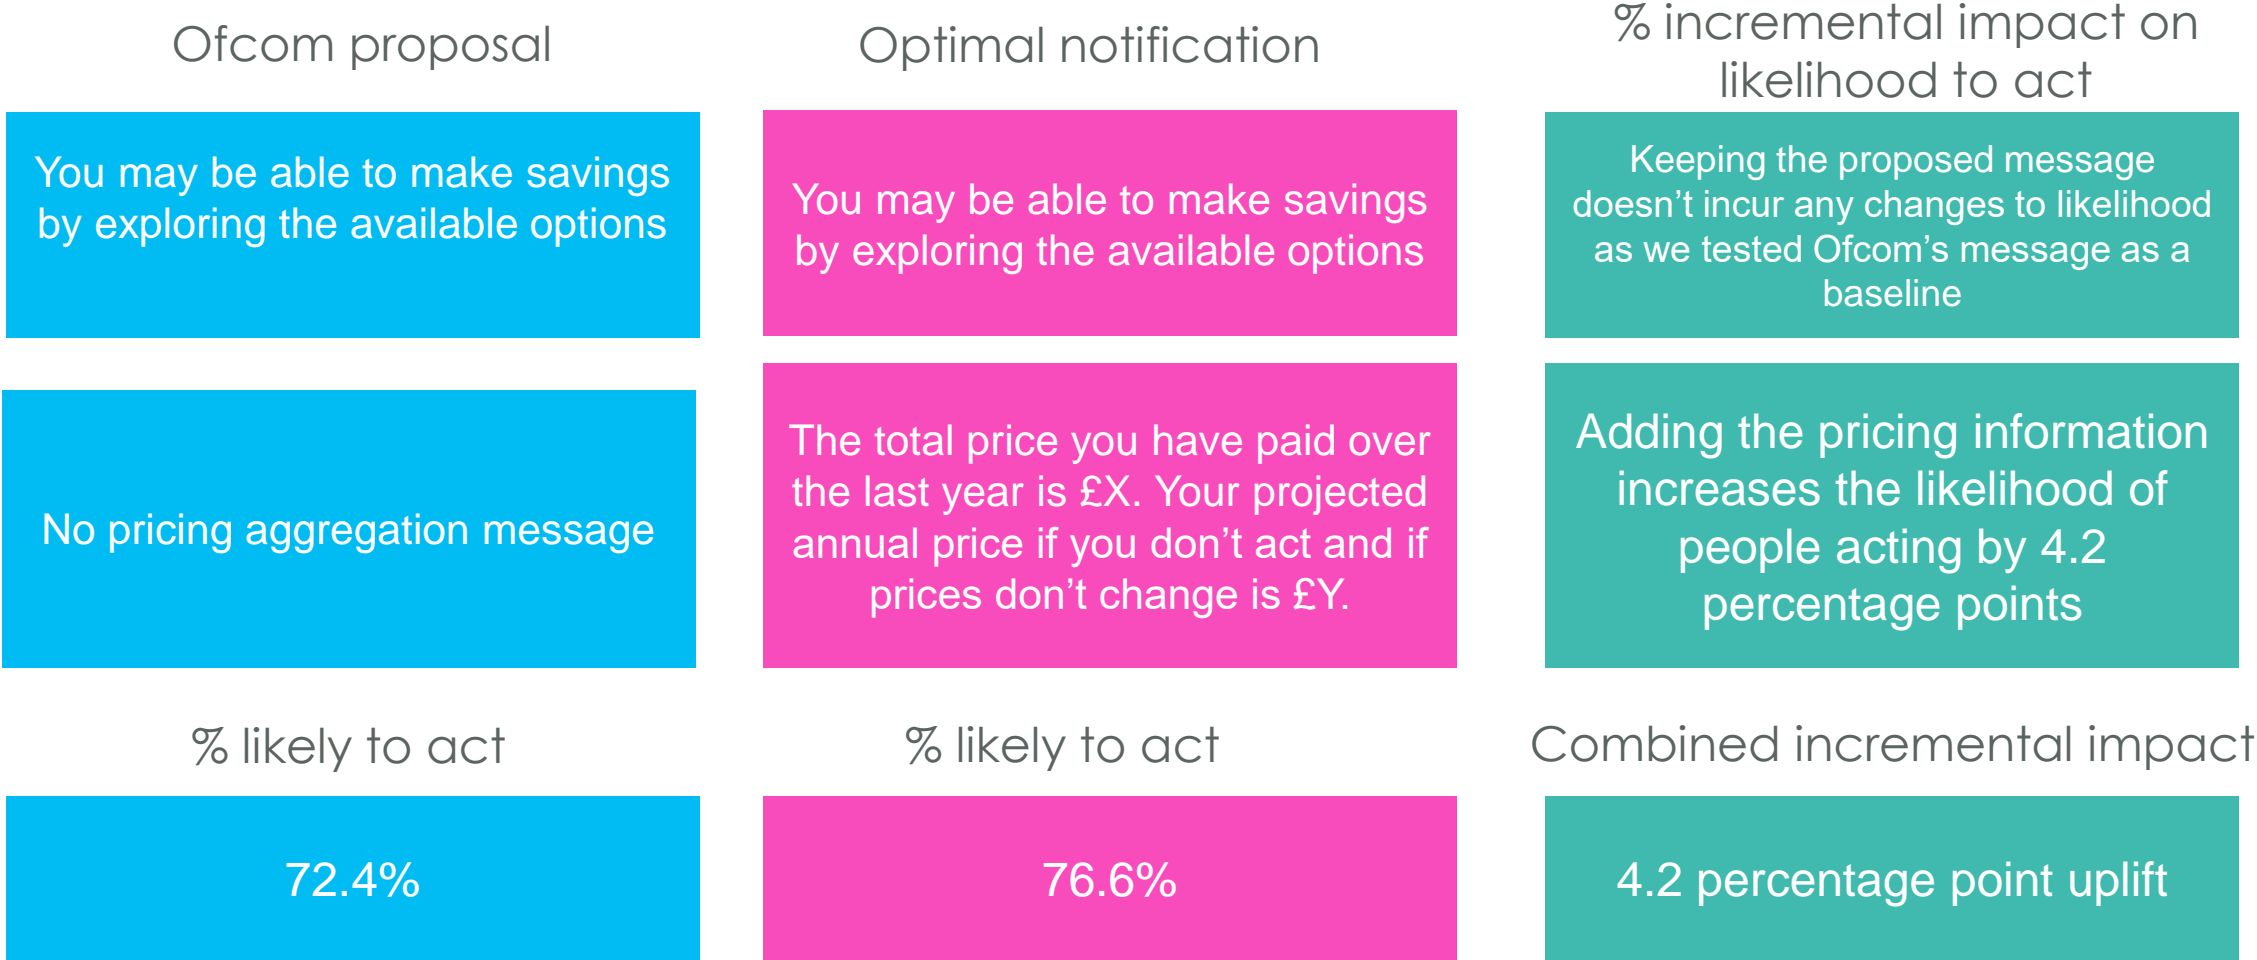 Ofcom proposal
Optimal notification
% incremental impact on
likelihood to act
You may be able to make savings
by exploring the available options
You may be able to make savings
by exploring the available options
Keeping the proposed message
doesn’t incur any changes to likelihood
as we tested Ofcom’s message as a
baseline
No pricing aggregation message
The total price you have paid over
the last year is £X. Your projected
annual price if you don’t act and if
prices don’t change is £Y.
Adding the pricing information
increases the likelihood of
people acting by 4.2
percentage points
% likely to act
% likely to act
Combined incremental impact
72.4%
76.6%
4.2 percentage point uplift